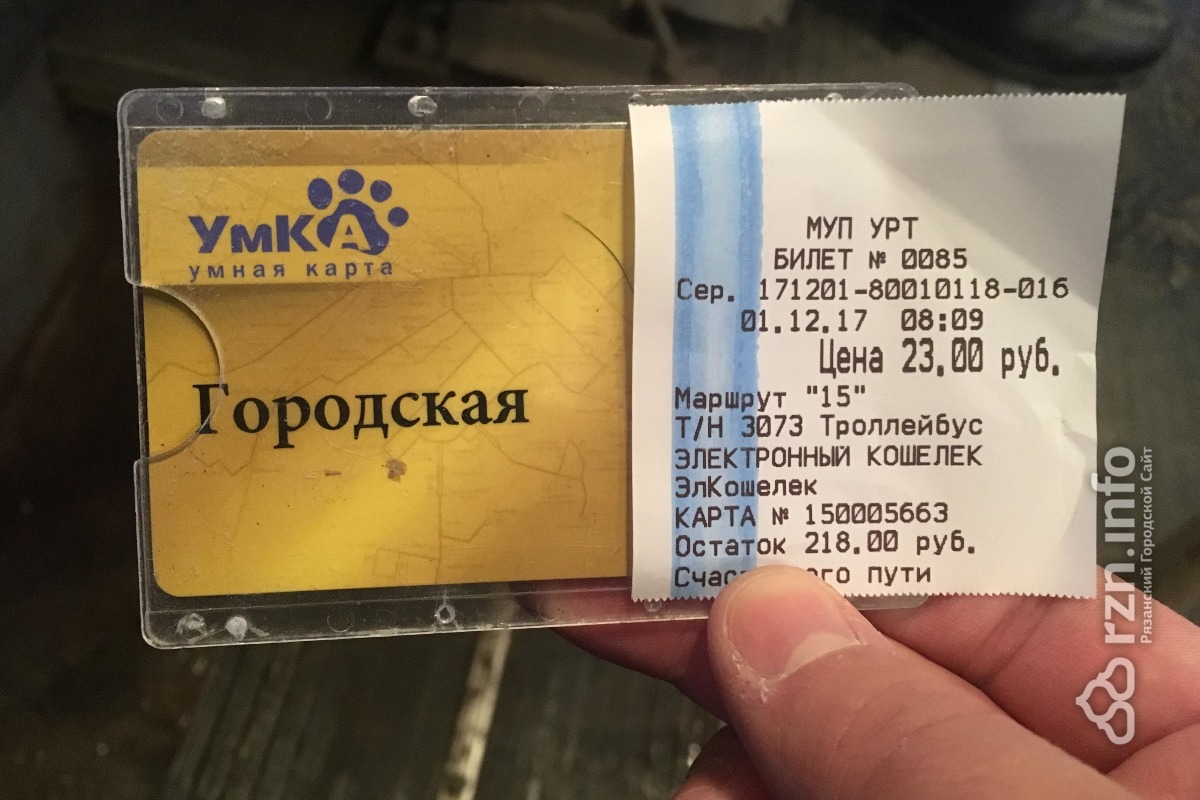 УмКА
умная карта
Городская
МУП УРТ
БИЛЕТ № 0085
Сер. 171201-80010118-016
01.12.17 08:09
Цена 23.00 руб.
Маршрут "15"
Т/Н 3073 Троллейбус
ЭЛЕКТРОННЫЙ КОШЕЛЕК
ЭлКошелек
КАРТА № 150005663
Остаток 218.00 руб.
пути
rzn.info
Рязанский Городской Сайт